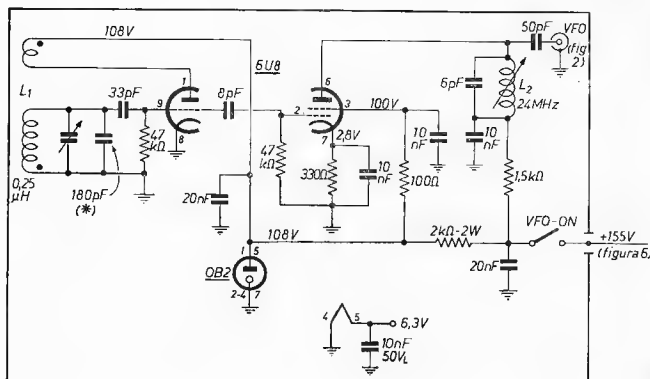 108V
6U8
50pF
VFO
(fig
2)
L1
33pF
1
9
8
8pF
6
2
3
7
100V
2,8V
6pF
L2
24MHz
10
nF
10
nF
47
kΩ
47
kΩ
330Ω
10
nF
100Ω
1,5kΩ
0,25
μH
180pF
(*)
20nF
108V
2kΩ-2W
VFO-ON
+155V
(figura6)
1
5
OB2
2-4
7
20nF
4
5
6,3V
10nF
50VL